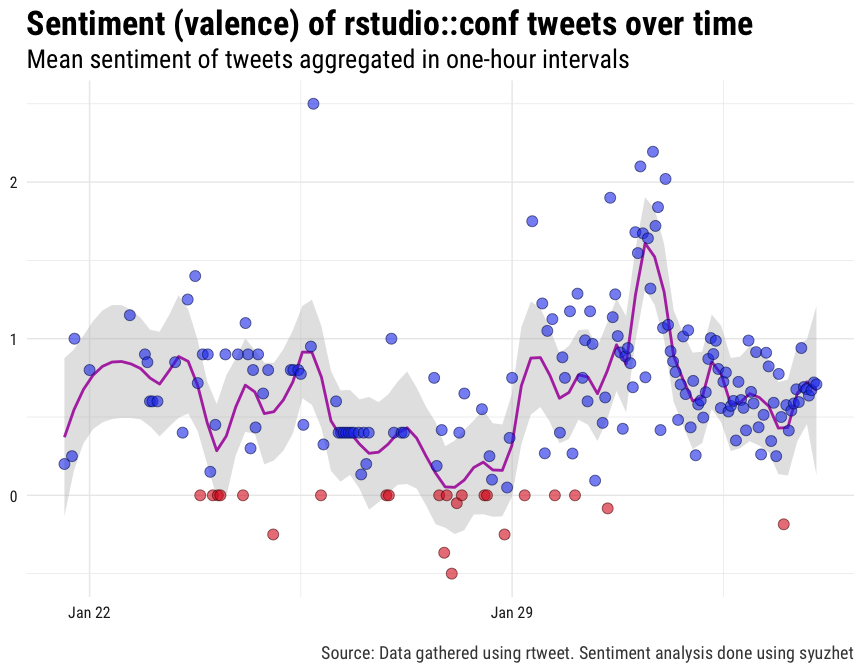 Sentiment (valence) of rstudio::conf tweets over time
Mean sentiment of tweets aggregated in one-hour intervals
2
1
0
Jan 22 Jan 29
Source: Data gathered using rtweet. Sentiment analysis done using syuzhet